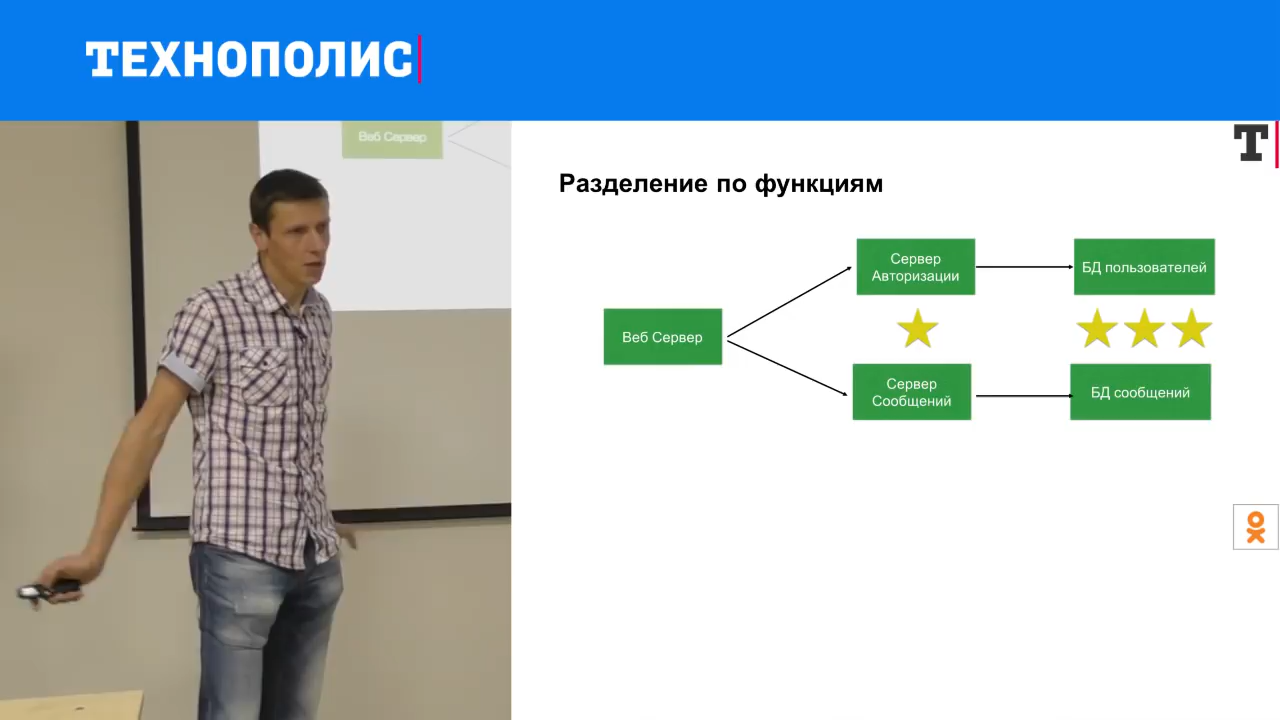 ТЕХНОПОЛИС
Веб Сервер
Т
Разделение по функциям
Сервер
Авторизации
БД пользователей
Веб Сервер
Сервер
Сообщений
БД сообщений